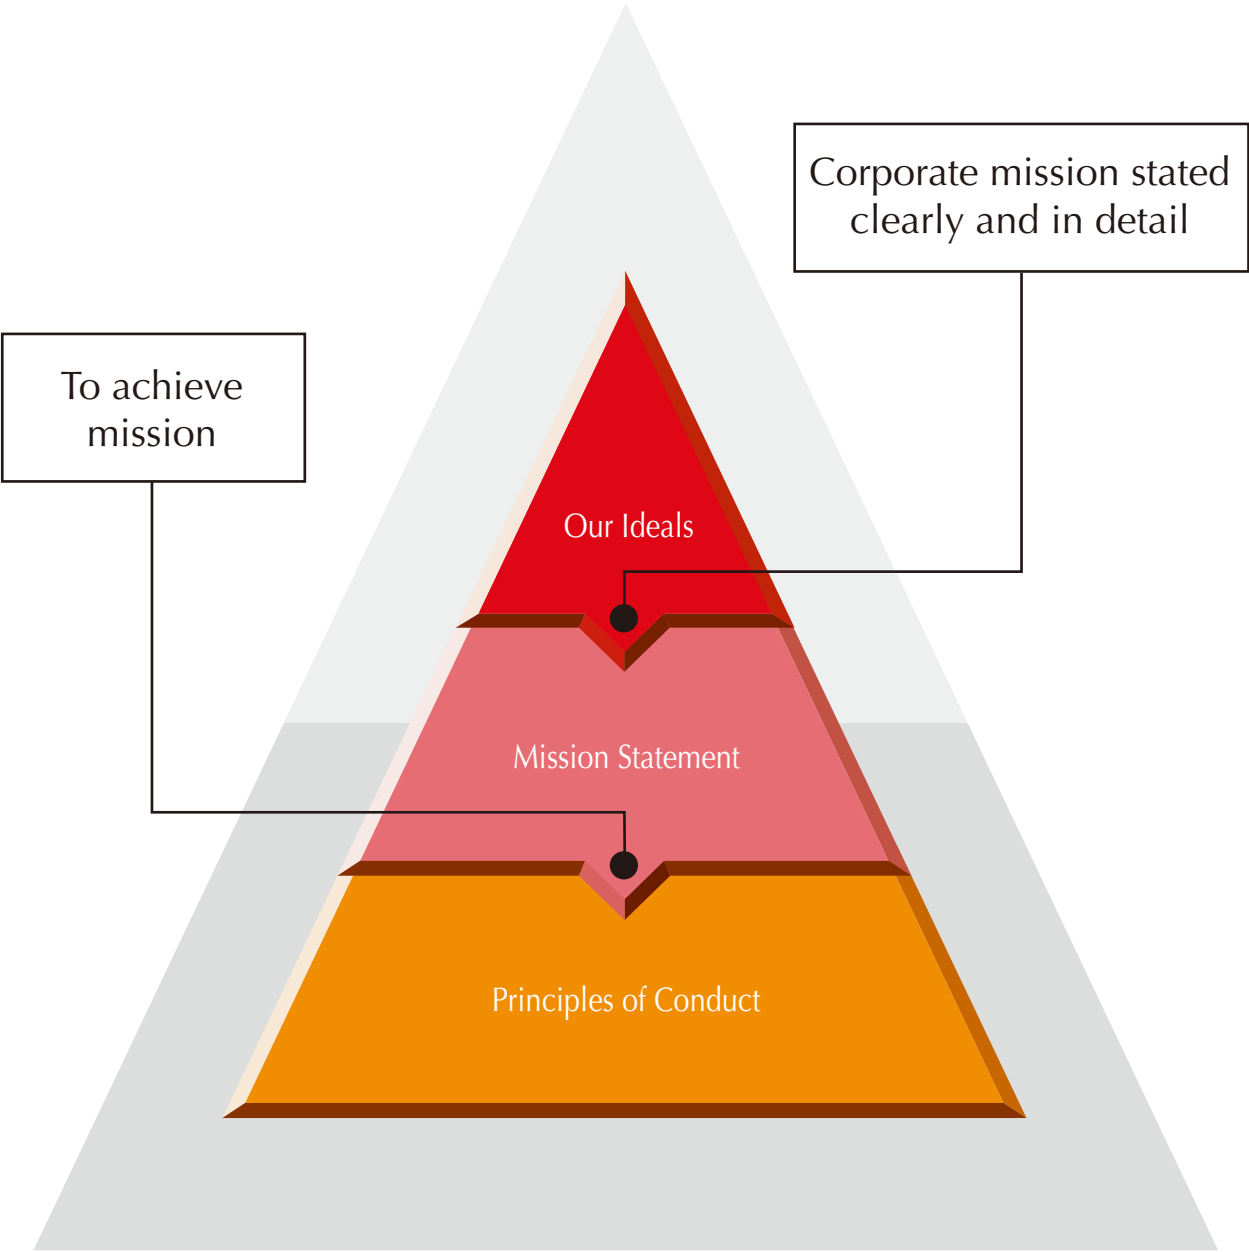 Corporate mission stated
clearly and in detail
To achieve
mission
Our Ideals
Mission Statement
Principles of Conduct